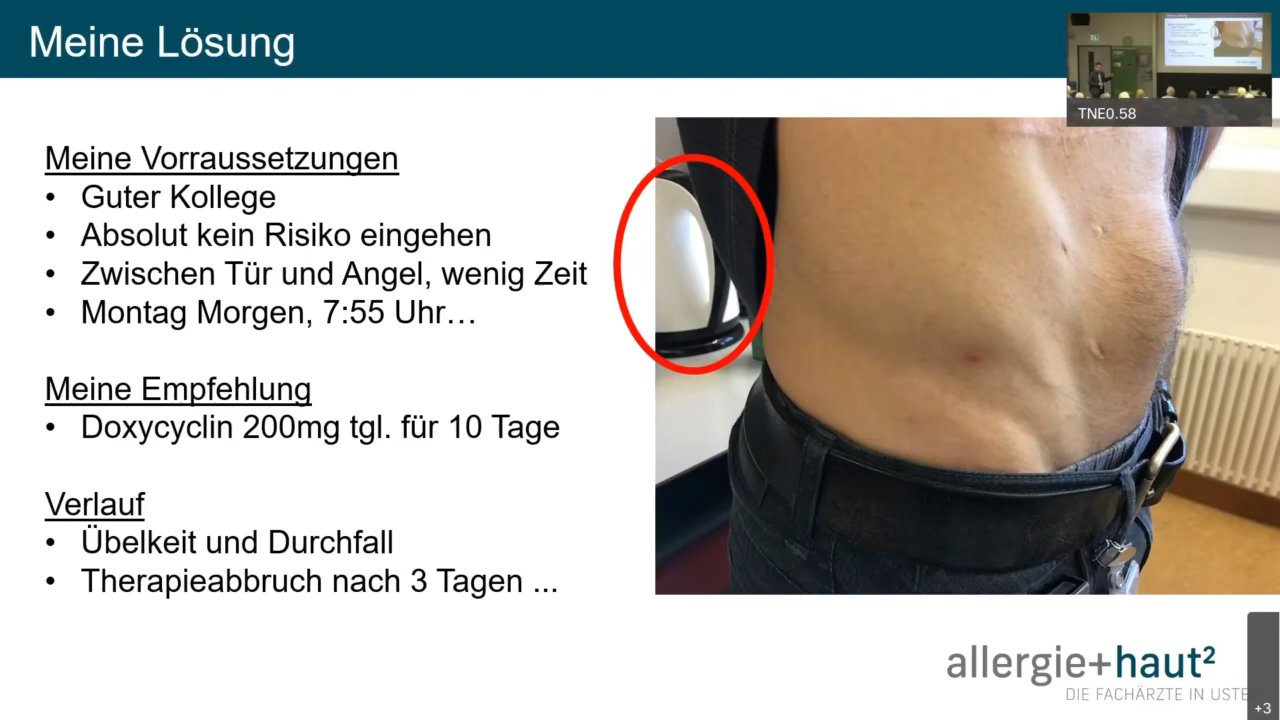 Meine Lösung
TNE0.58
Meine Vorraussetzungen
• Guter Kollege
• Absolut kein Risiko eingehen
• Zwischen Tür und Angel, wenig Zeit
• Montag Morgen, 7:55 Uhr…
Meine Empfehlung
• Doxycyclin 200mg tgl. für 10 Tage
Verlauf
• Übelkeit und Durchfall
• Therapieabbruch nach 3 Tagen ...
allergie+haut²
DIE FACHÄRZTE IN USTE
+3